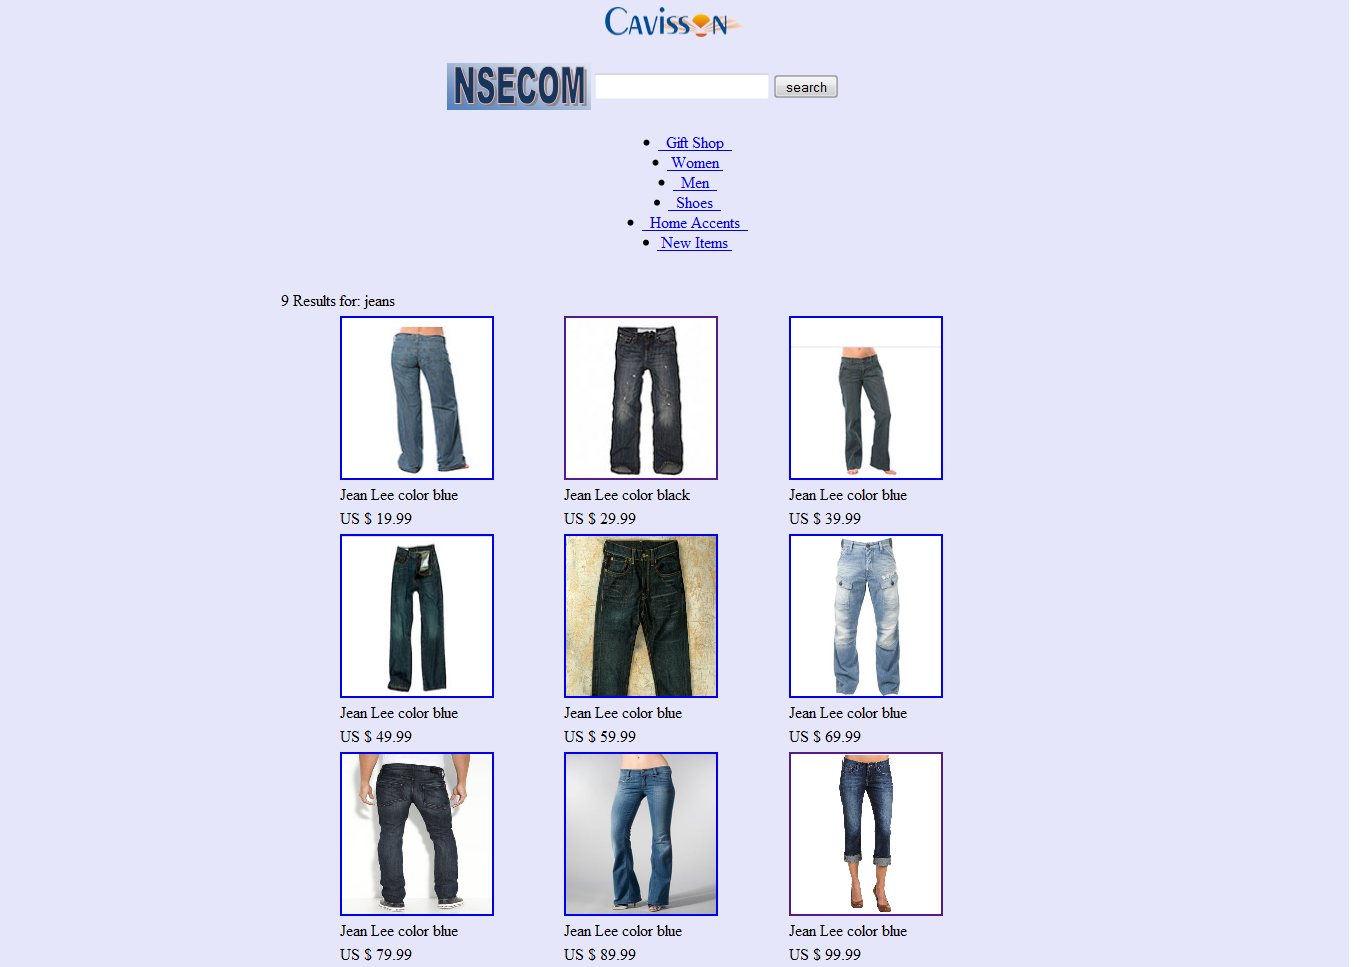 CAVISSON
NSECOM search
Gift Shop
Women
Men
Shoes
Home Accents
New Items
9 Results for: jeans
Jean Lee color blue
US $ 19.99
Jean Lee color black
US $ 29.99
Jean Lee color blue
US $ 39.99
Jean Lee color blue
US $ 49.99
Jean Lee color blue
US $ 59.99
Jean Lee color blue
US $ 69.99
Jean Lee color blue
US $ 79.99
Jean Lee color blue
US $ 89.99
Jean Lee color blue
US $ 99.99